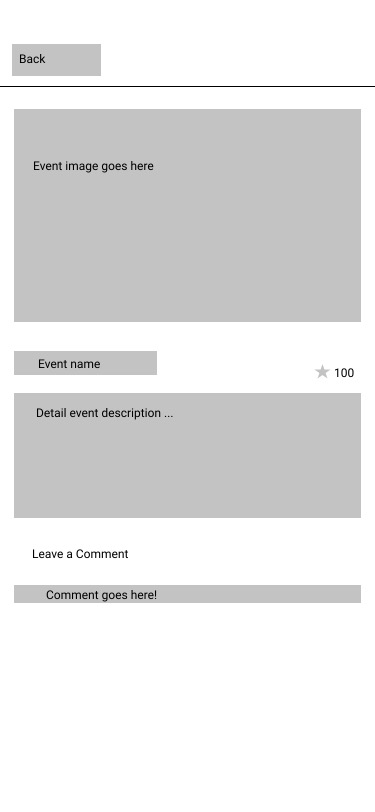 Back
Event image goes here
Event name
100
Detail event description ...
Leave a Comment
Comment goes here!